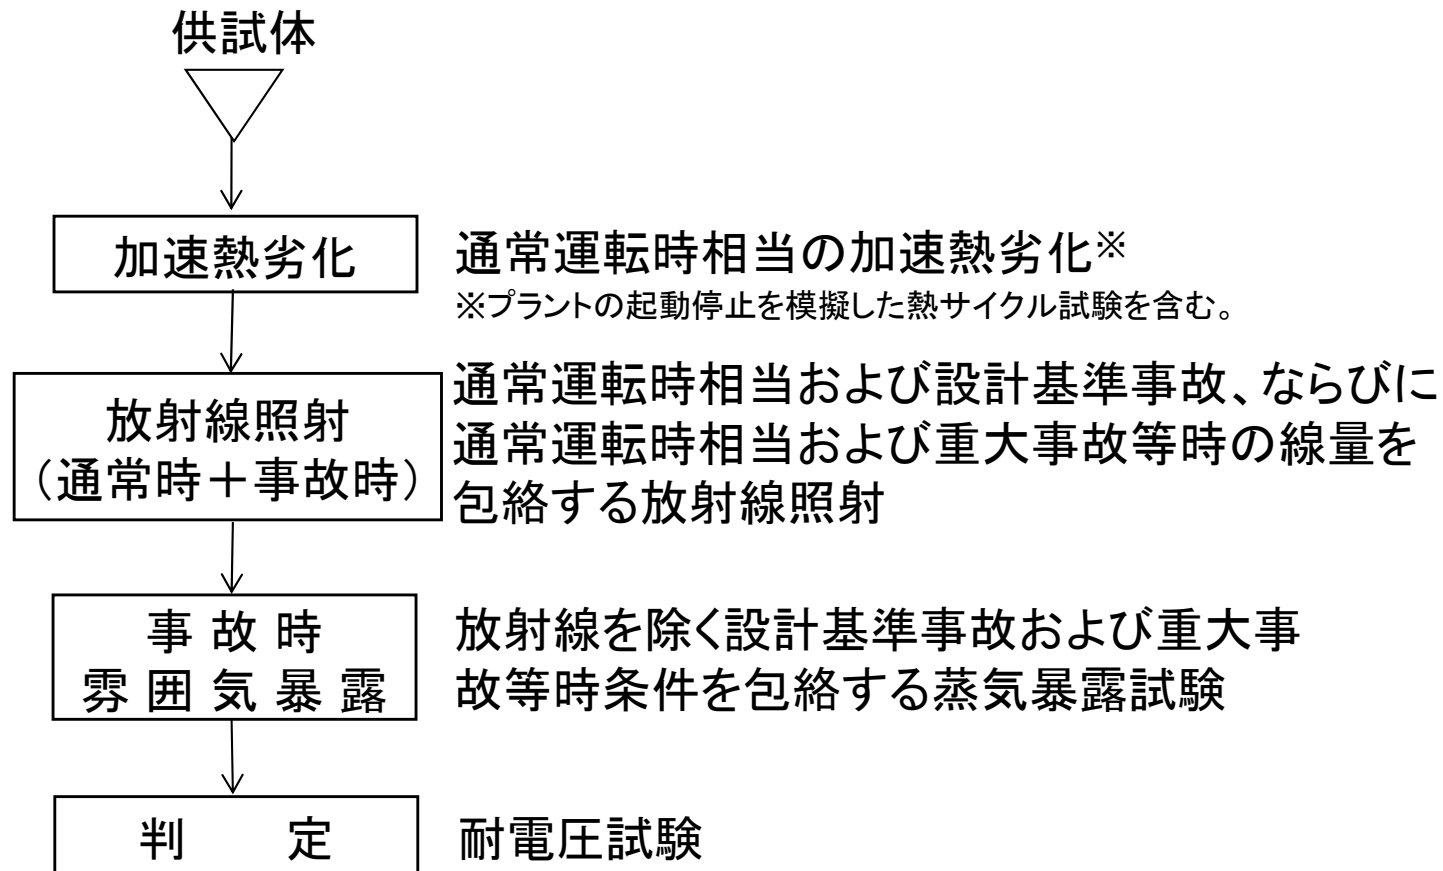 供試体
加速熱劣化
通常運転時相当の加速熱劣化※
※プラントの起動停止を模擬した熱サイクル試験を含む。
放射線照射
（通常時＋事故時）
通常運転時相当および設計基準事故、ならびに
通常運転時相当および重大事故等時の線量を
包絡する放射線照射
事 故 時
雰 囲 気 暴 露
放射線を除く設計基準事故および重大事
故等時条件を包絡する蒸気暴露試験
判　　定
耐電圧試験